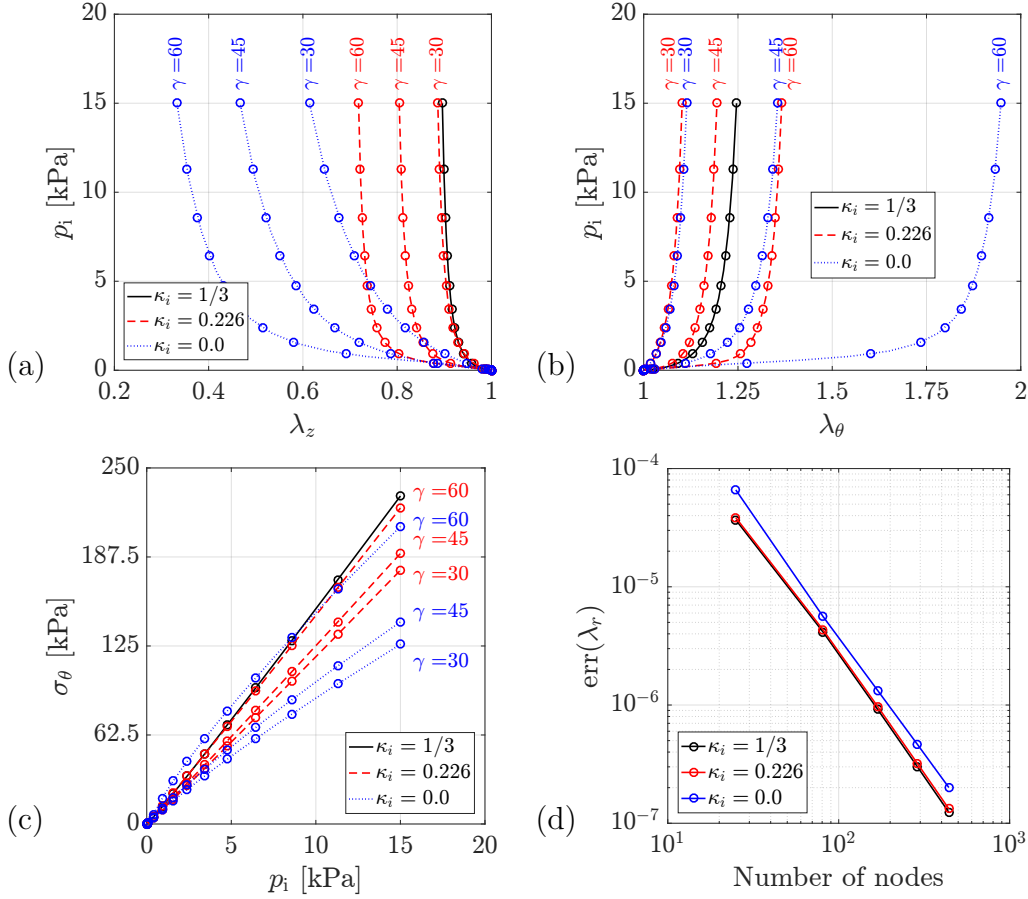 20
15
10
5
0
0.2
0.4
0.6
0.8
1
p_i [kPa]
λ_z
γ =60
γ =45
γ =30
γ =60
γ =45
γ =30
κ_i = 1/3
κ_i = 0.226
κ_i = 0.0
(a)
20
15
10
5
0
1
1.25
1.5
1.75
2
p_i [kPa]
λ_θ
γ =30
γ =30
γ =45
γ =45
γ =60
γ =60
κ_i = 1/3
κ_i = 0.226
κ_i = 0.0
(b)
250
187.5
125
62.5
0
0
5
10
15
20
σ_θ [kPa]
p_i [kPa]
γ =60
γ =60
γ =45
γ =30
γ =45
γ =30
κ_i = 1/3
κ_i = 0.226
κ_i = 0.0
(c)
10^−4
10^−5
10^−6
10^−7
10^1
10^2
10^3
err(λ_r)
Number of nodes
κ_i = 1/3
κ_i = 0.226
κ_i = 0.0
(d)